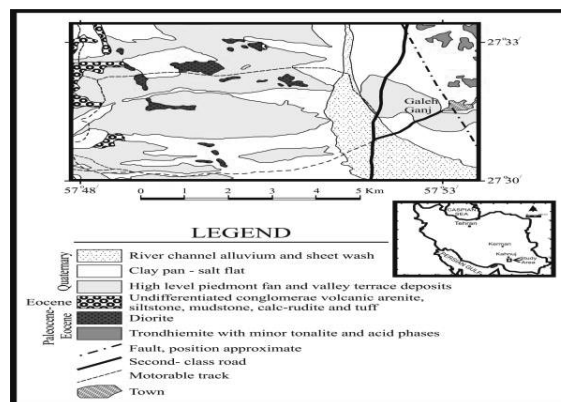 27°33′
Galeh
Ganj
27°30′
57°48′
57°53′
0 1 2 3 4 5 Km
CASPIAN
SEA
Tehran
Kerman
Kahnuj
Study
Area
PERSIAN GULF
LEGEND
Quaternary
River channel alluvium and sheet wash
Clay pan - salt flat
High level piedmont fan and valley terrace deposits
Eocene
Undifferentiated conglomerae volcanic arenite,
siltstone, mudstone, calc-rudite and tuff
Paleocene-
Eocene
Diorite
Trondhiemite with minor tonalite and acid phases
Fault, position approximate
Second- class road
Motorable track
Town